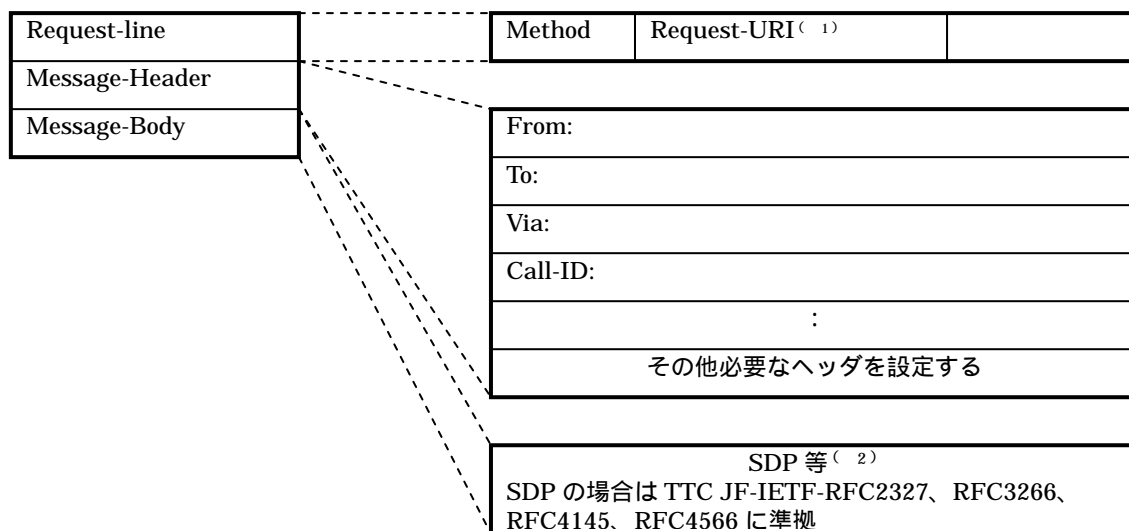 Request-line
Message-Header
Message-Body
Method Request-URI( 1)
From:
To:
Via:
Call-ID:
:
その他必要なヘッダを設定する
SDP 等( 2)
SDP の場合は TTC JF-IETF-RFC2327、RFC3266、
RFC4145、RFC4566 に準拠